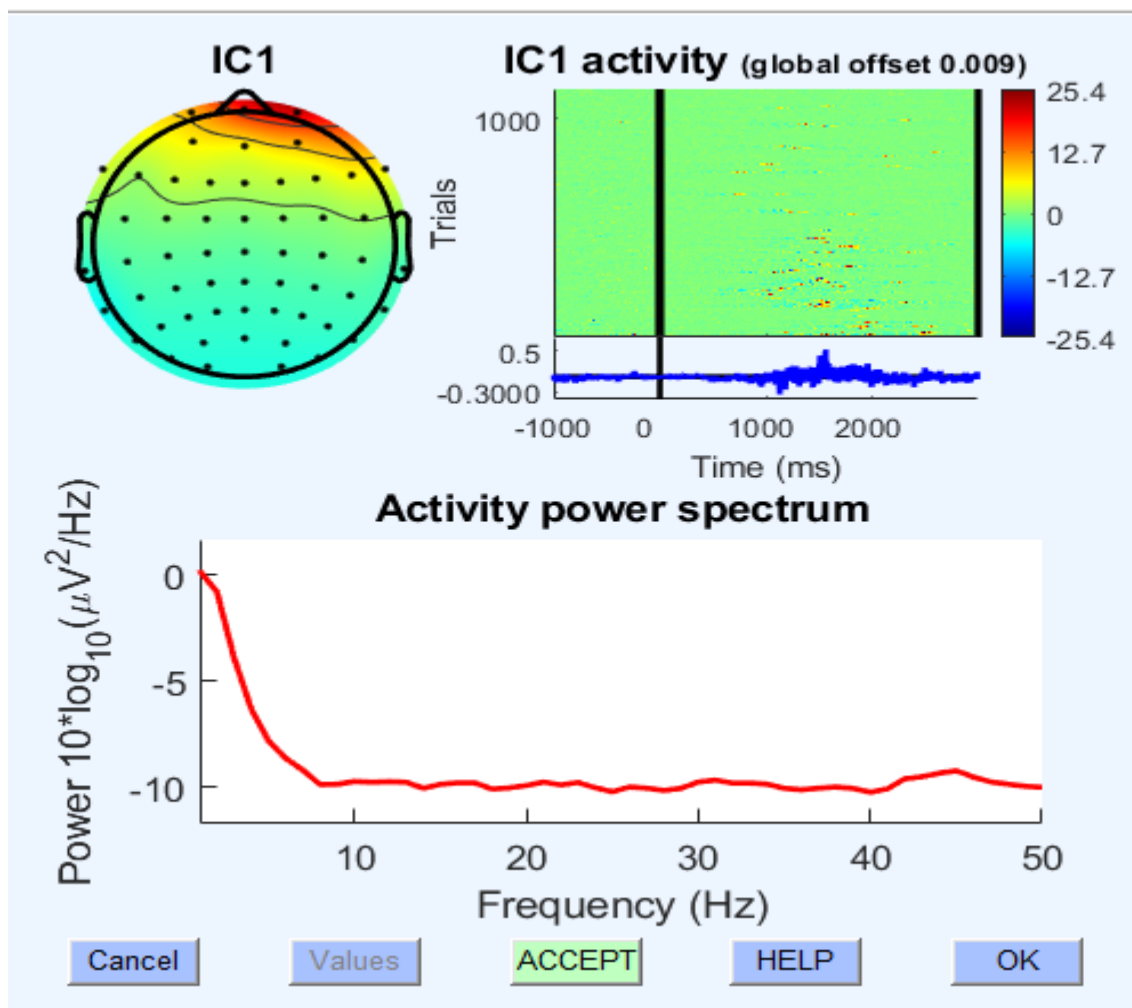 IC1
IC1 activity (global offset 0.009)
Trials
1000
25.4
12.7
0
-12.7
-25.4
0.5
-0.3000
-1000 0 1000 2000
Time (ms)
Activity power spectrum
Power 10*log10(μV2/Hz)
0
-5
-10
10 20 30 40 50
Frequency (Hz)
Cancel Values ACCEPT HELP OK